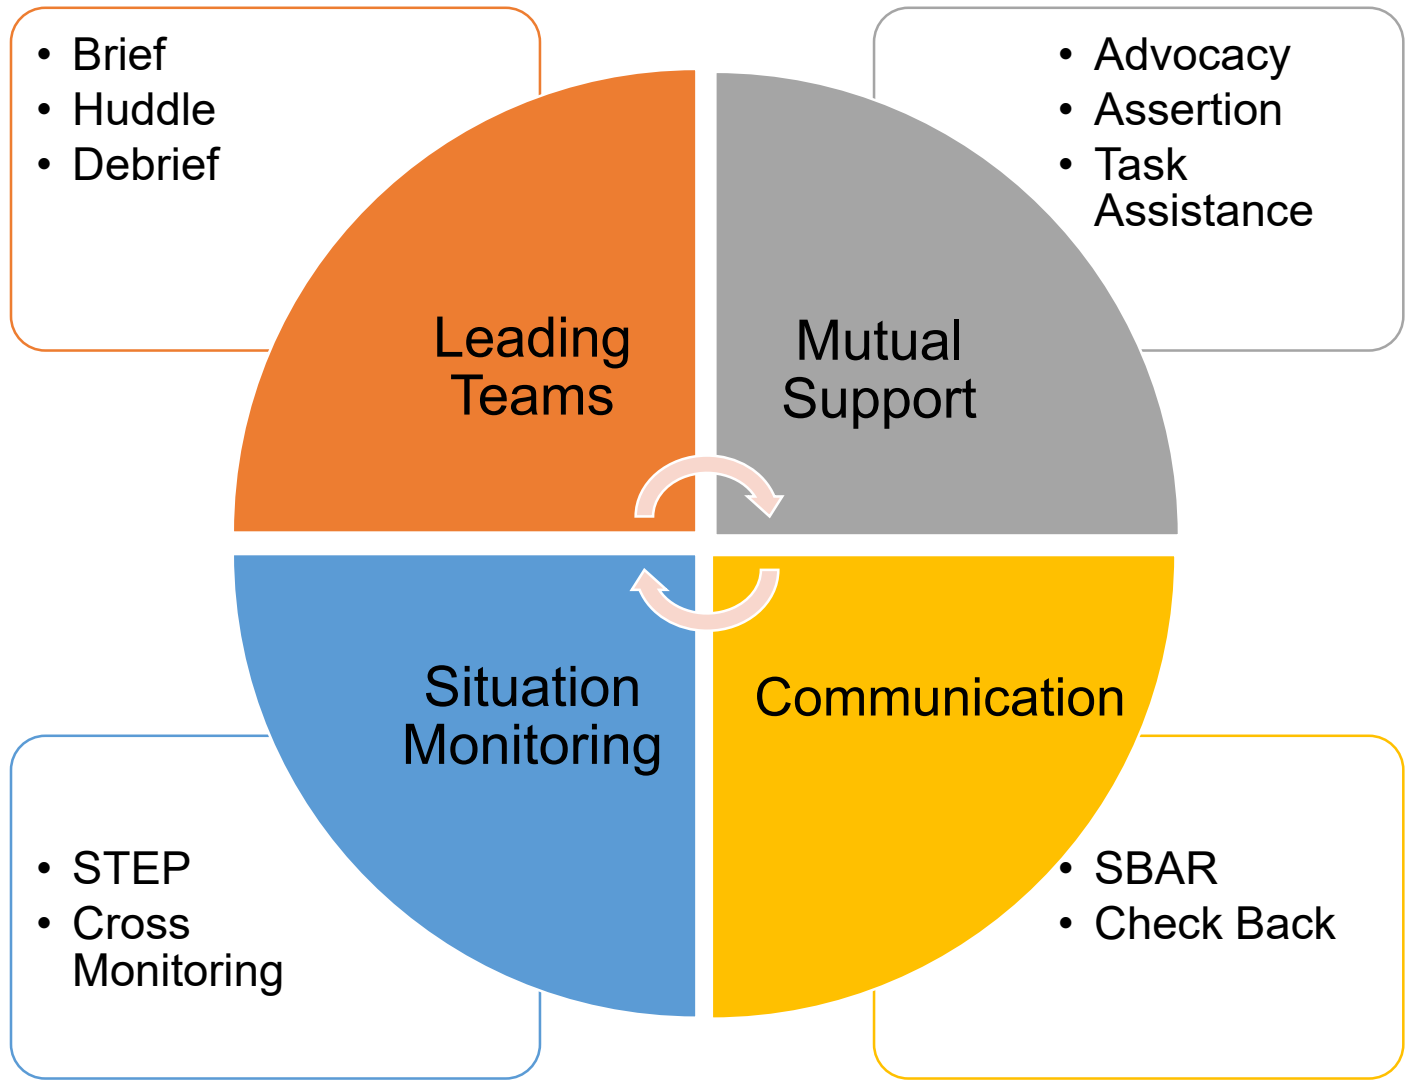 • Brief
• Huddle
• Debrief
• Advocacy
• Assertion
• Task
Assistance
Leading
Teams
Mutual
Support
Situation
Monitoring
Communication
• STEP
• Cross
Monitoring
• SBAR
• Check Back